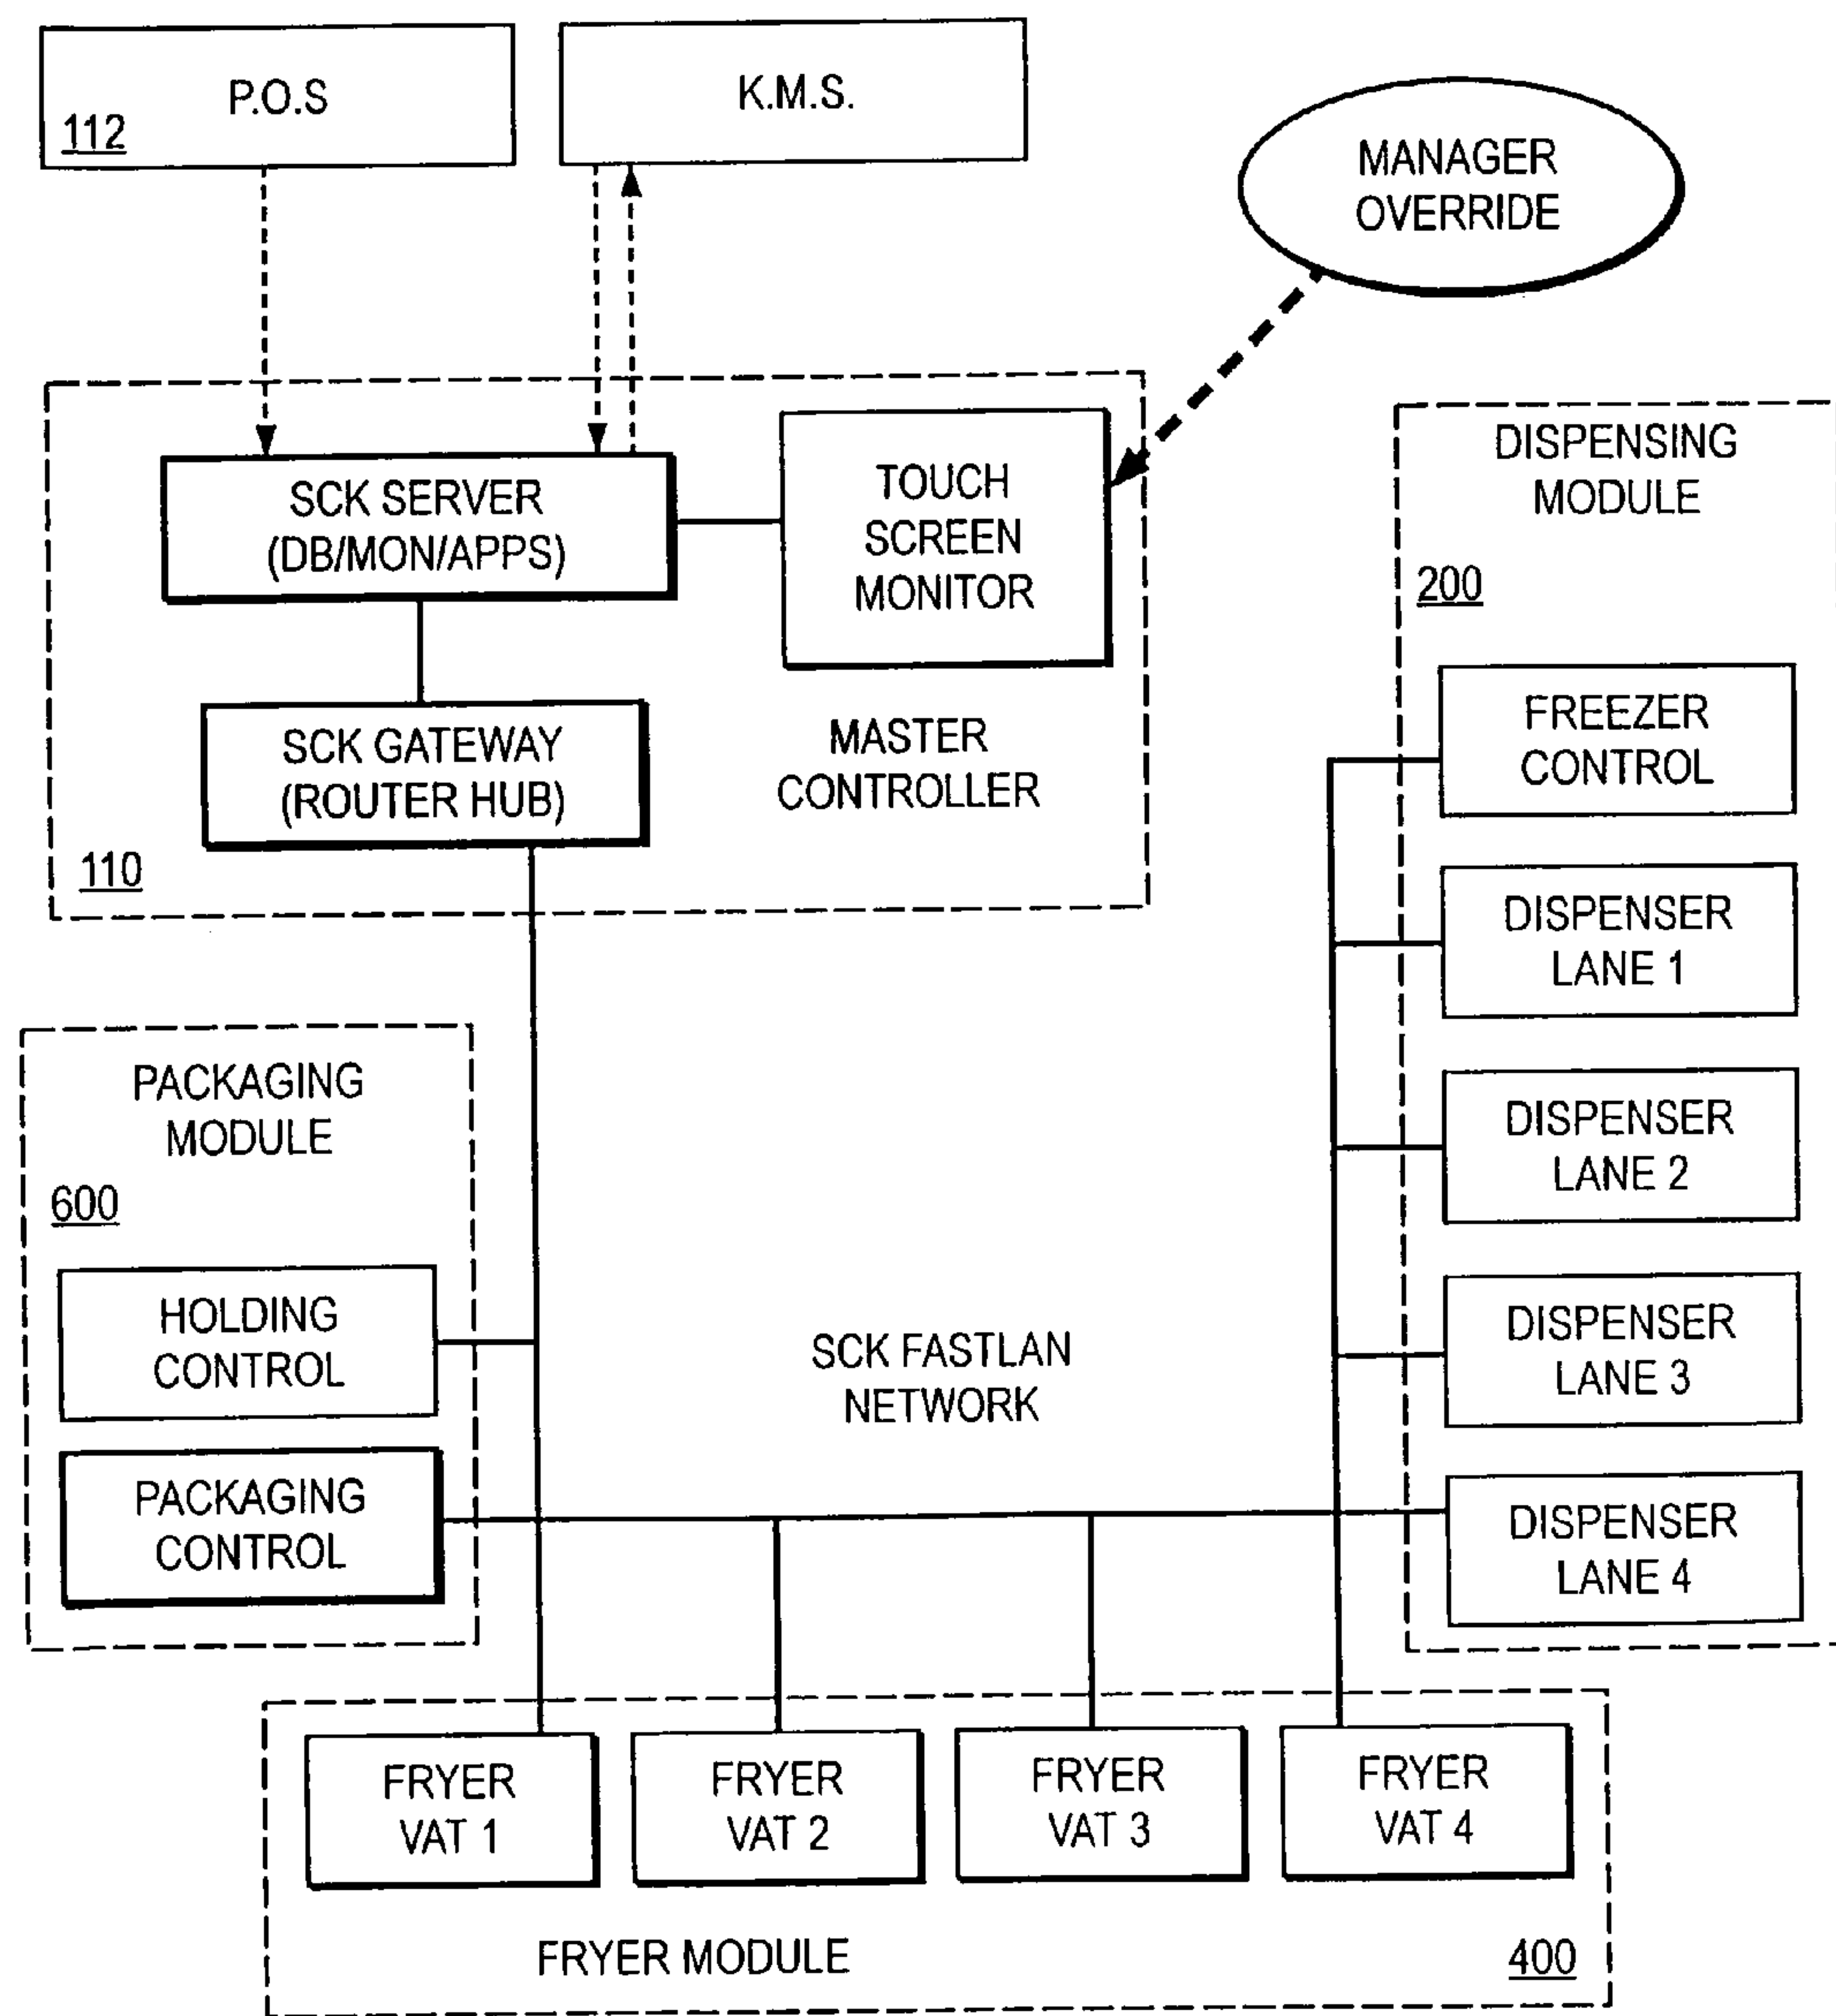 P.O.S
112
K.M.S.
MANAGER
OVERRIDE
SCK SERVER
(DB/MON/APPS)
TOUCH
SCREEN
MONITOR
SCK GATEWAY
(ROUTER HUB)
MASTER
CONTROLLER
110
DISPENSING
MODULE
200
FREEZER
CONTROL
DISPENSER
LANE 1
DISPENSER
LANE 2
DISPENSER
LANE 3
DISPENSER
LANE 4
PACKAGING
MODULE
600
HOLDING
CONTROL
PACKAGING
CONTROL
SCK FASTLAN
NETWORK
FRYER
VAT 1
FRYER
VAT 2
FRYER
VAT 3
FRYER
VAT 4
FRYER MODULE
400